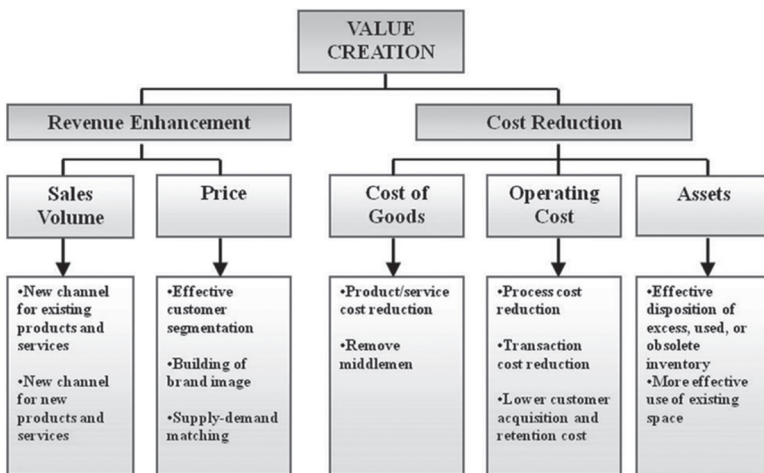 VALUE
CREATION
Revenue Enhancement
Cost Reduction
Sales
Volume
Price
Cost of
Goods
Operating
Cost
Assets
•New channel
for existing
products and
services
•New channel
for new
products and
services
•Effective
customer
segmentation
•Building of
brand image
•Supply-demand
matching
•Product/service
cost reduction
•Remove
middlemen
•Process cost
reduction
•Transaction
cost reduction
•Lower customer
acquisition and
retention cost
•Effective
disposition of
excess, used, or
obsolete
inventory
•More effective
use of existing
space